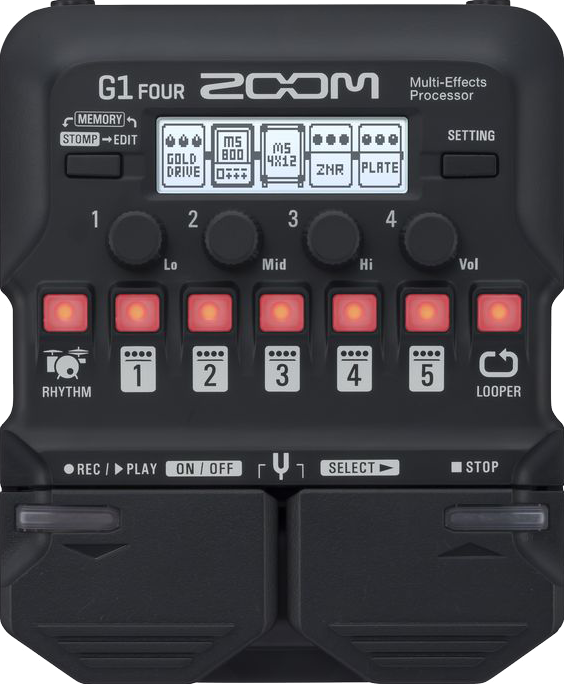 G1 FOUR ZOOM Multi-Effects
Processor
MEMORY
STOMP → EDIT
SETTING
GOLD
DRIVE
MS
800
MS
4X12
ZNR
PLATE
1 2 3 4
Lo Mid Hi Vol
RHYTHM
1 2 3 4 5
LOOPER
●REC / ▶PLAY ON / OFF SELECT ► ■STOP